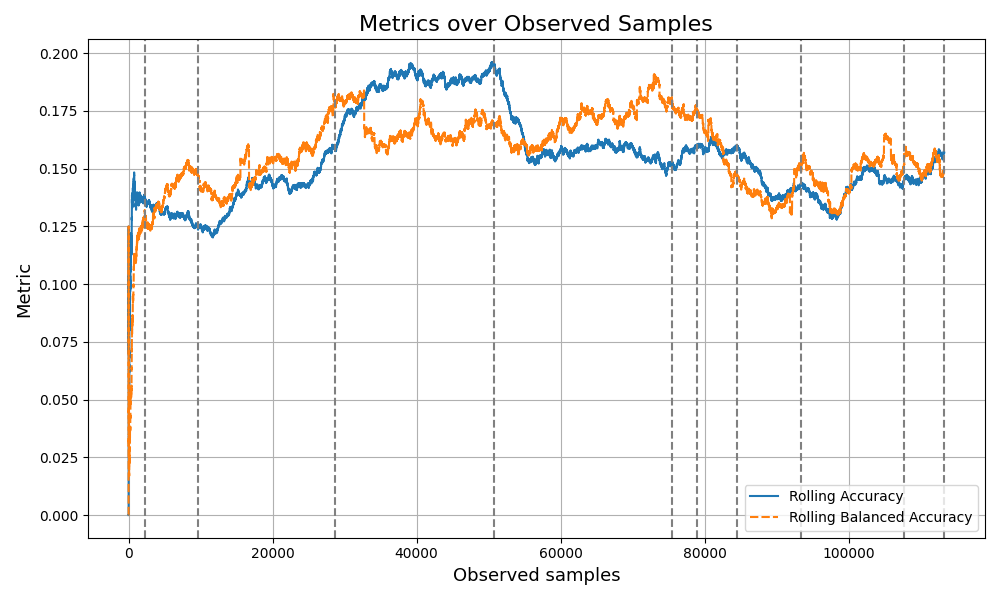 Metrics over Observed Samples
Metric
0.200
0.175
0.150
0.125
0.100
0.075
0.050
0.025
0.000
0 20000 40000 60000 80000 100000
Observed samples
Rolling Accuracy
Rolling Balanced Accuracy